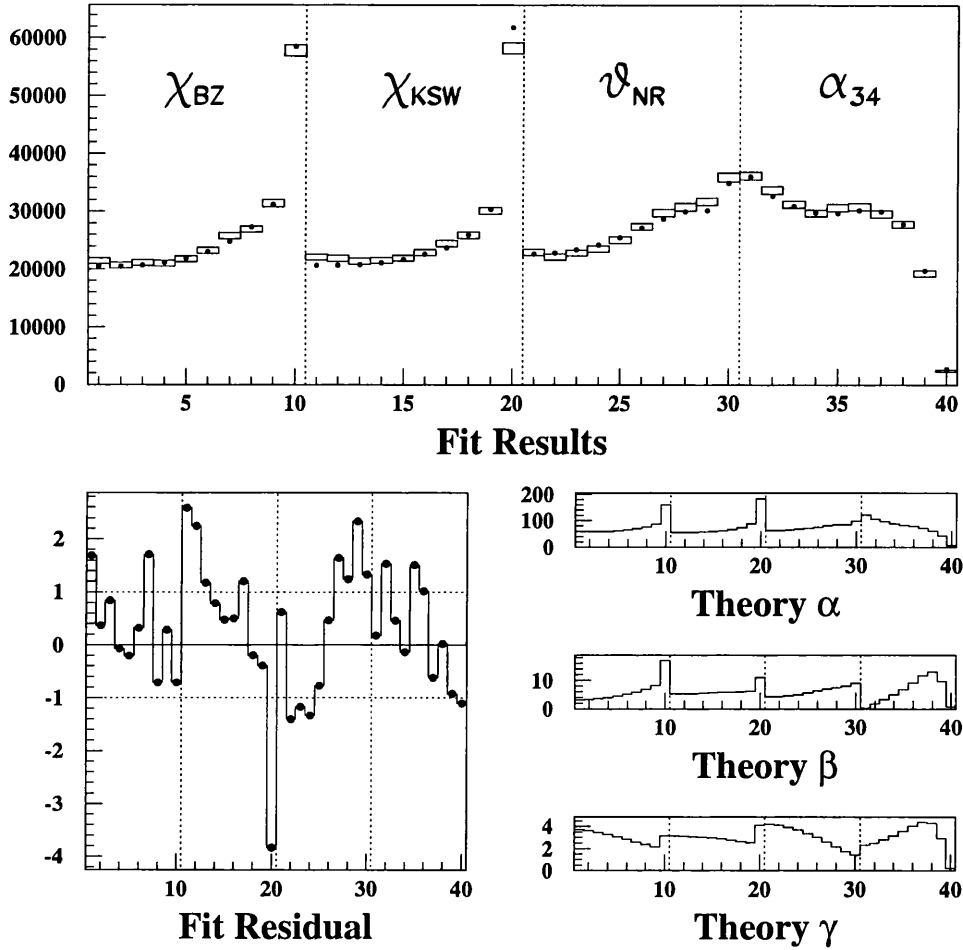 60000
50000
40000
30000
20000
10000
0
χBZ χKSW ϑNR α34
5 10 15 20 25 30 35 40
Fit Results
2
1
0
-1
-2
-3
-4
10 20 30 40
Fit Residual
200
100
0
10 20 30 40
Theory α
10
0
10 20 30 40
Theory β
4
2
0
10 20 30 40
Theory γ